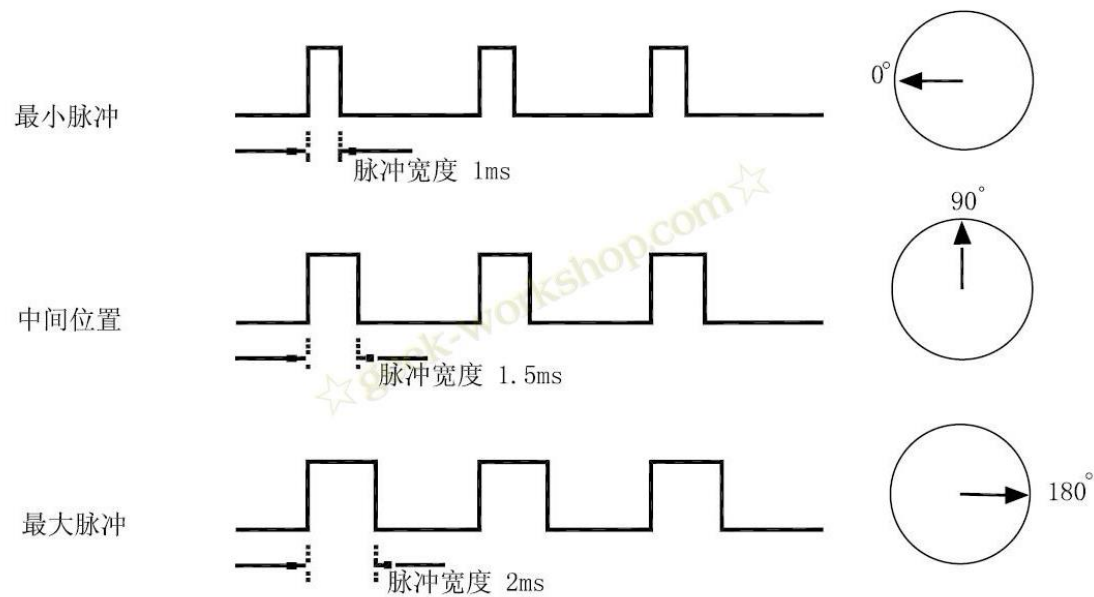 0°
最小脉冲
脉冲宽度 1ms
90°
☆geek-workshop.com☆
中间位置
脉冲宽度 1.5ms
180°
最大脉冲
脉冲宽度 2ms